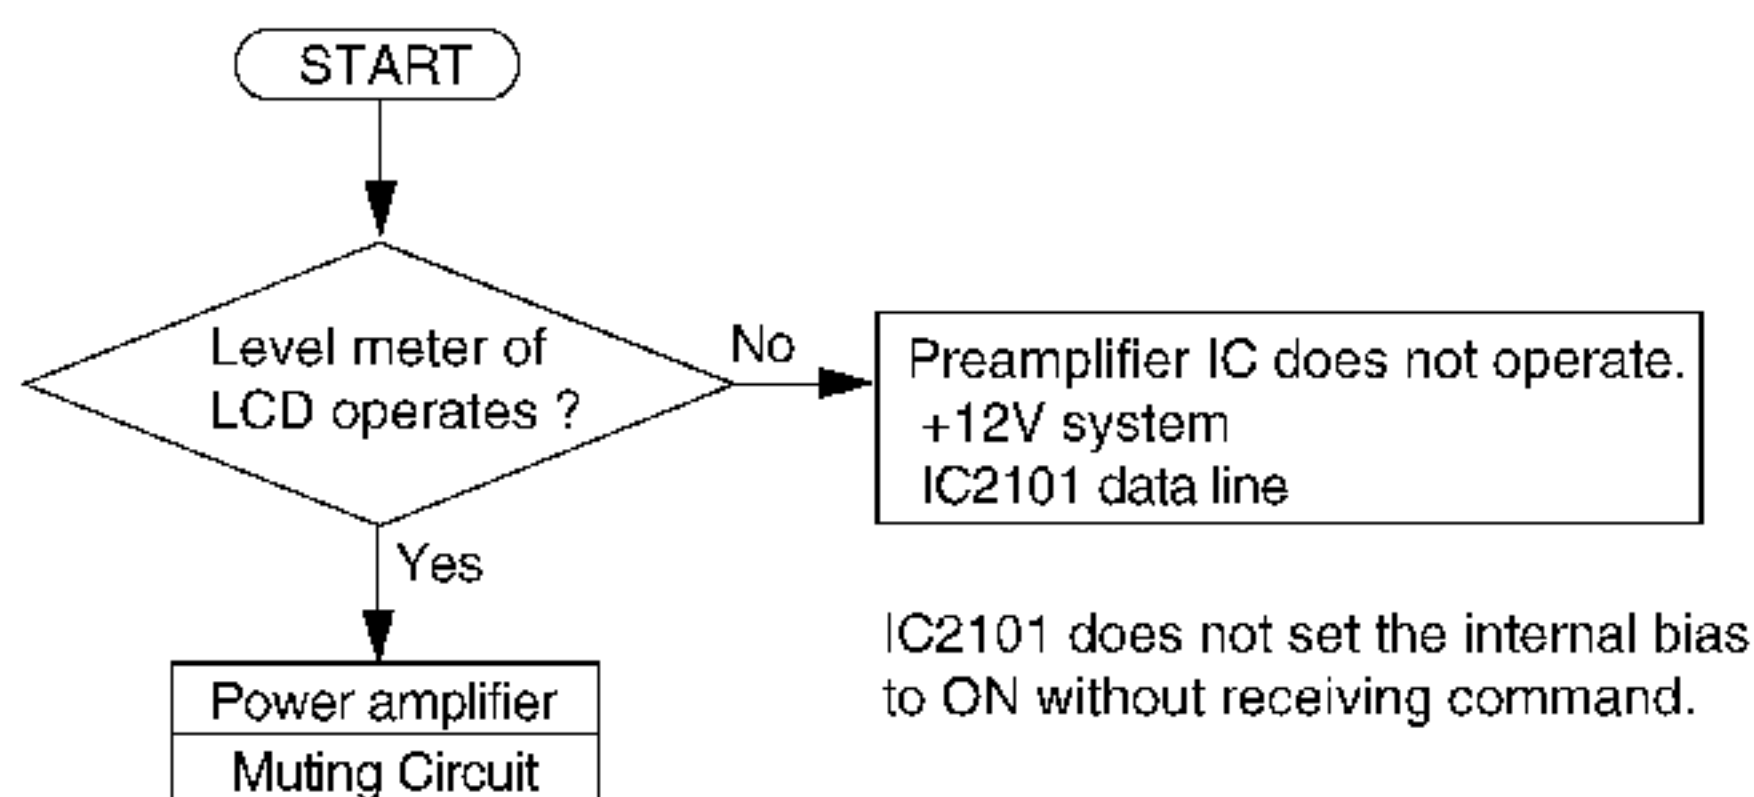 START
Level meter of
LCD operates ?
No
Preamplifier IC does not operate.
+12V system
IC2101 data line
Yes
IC2101 does not set the internal bias
to ON without receiving command.
Power amplifier
Muting Circuit